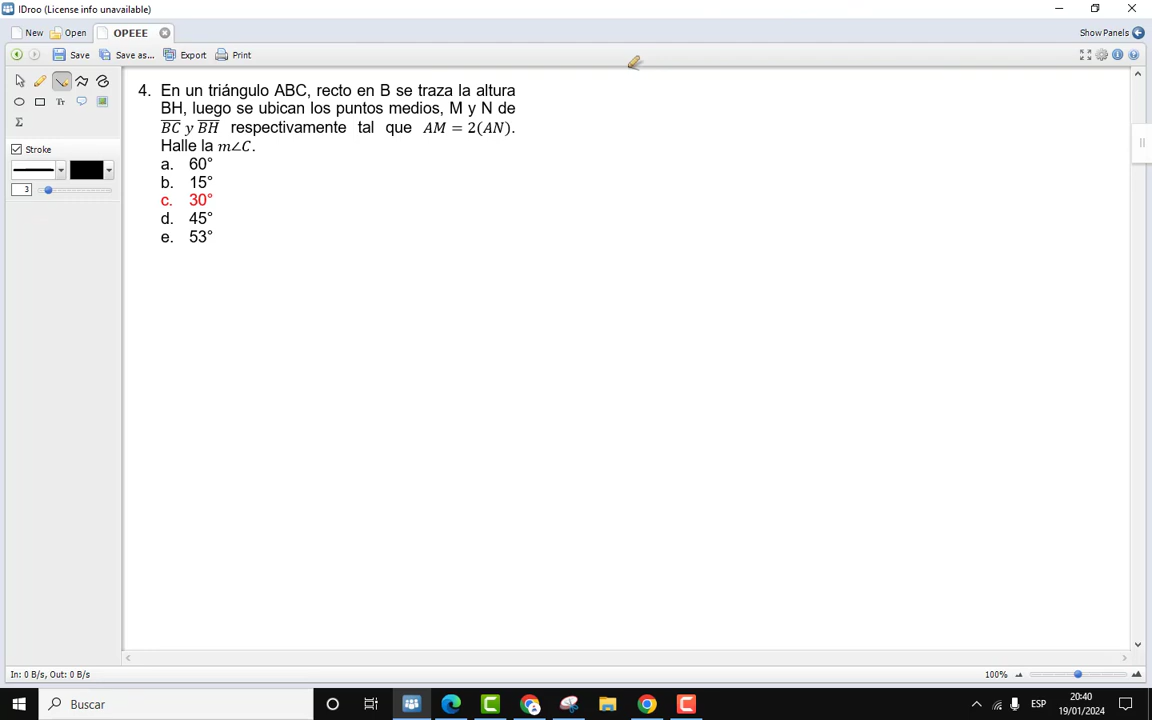 IDroo (License info unavailable)
New Open OPEEE Show Panels
Save Save as... Export Print
Tr
Σ
Stroke
3
4. En un triángulo ABC, recto en B se traza la altura
BH, luego se ubican los puntos medios, M y N de
BC y BH respectivamente tal que AM = 2(AN).
Halle la m∠C.
a. 60°
b. 15°
c. 30°
d. 45°
e. 53°
In: 0 B/s, Out: 0 B/s 100%
Buscar ESP 20:40
19/01/2024